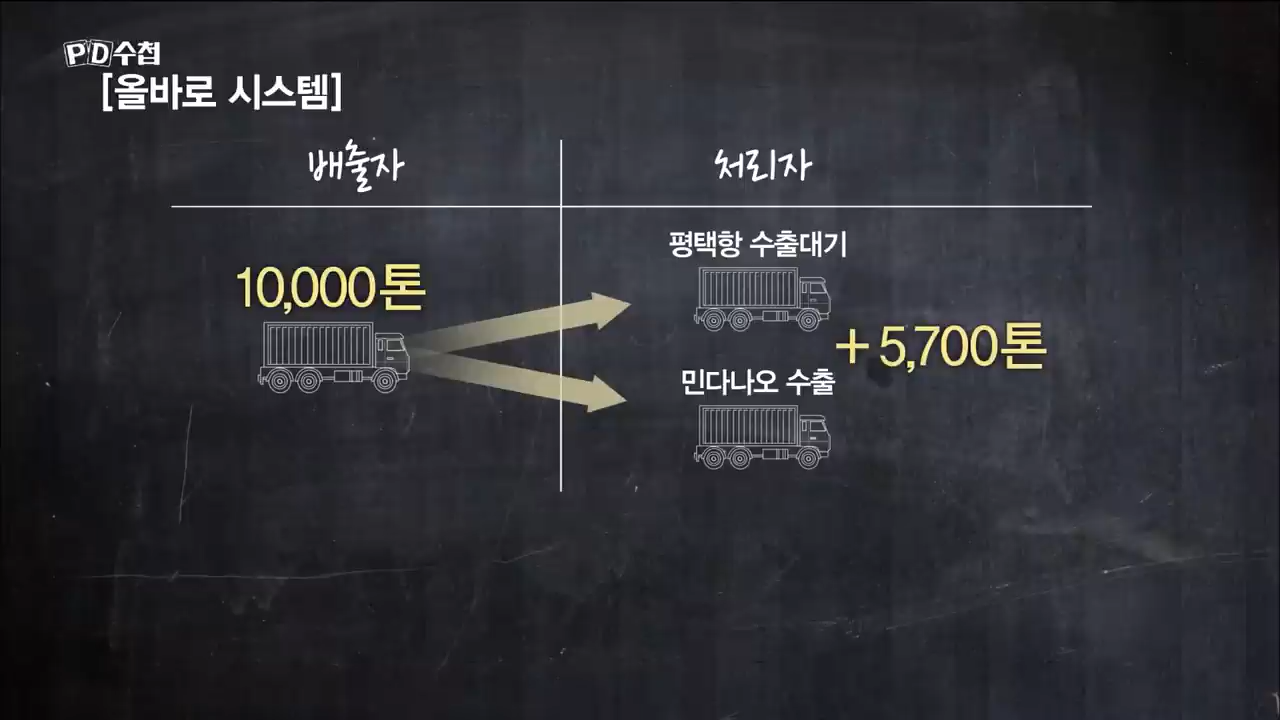 PD수첩
[올바로 시스템]
배출자
처리자
10,000톤
평택항 수출대기
+5,700톤
민다나오 수출